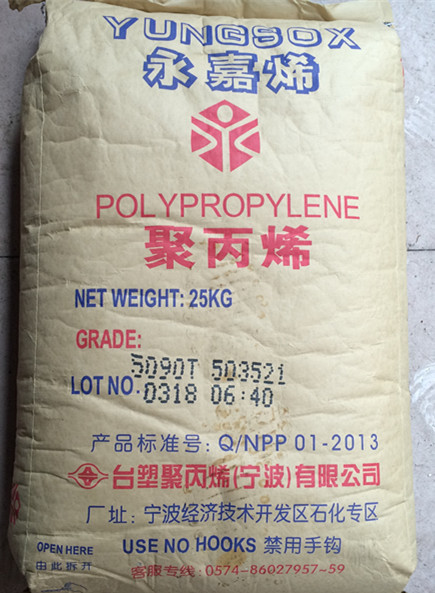 YUNGSOX
永嘉烯
POLYPROPYLENE
聚丙烯
NET WEIGHT: 25KG
GRADE:
5090T 503521
LOT NO.
0318 06:40
产品标准号: Q/NPP 01-2013
台塑聚丙烯(宁波)有限公司
厂址: 宁波经济技术开发区石化专区
OPEN HERE
由此拆开
USE NO HOOKS 禁用手钩
客服专线: 0574-86027957~59